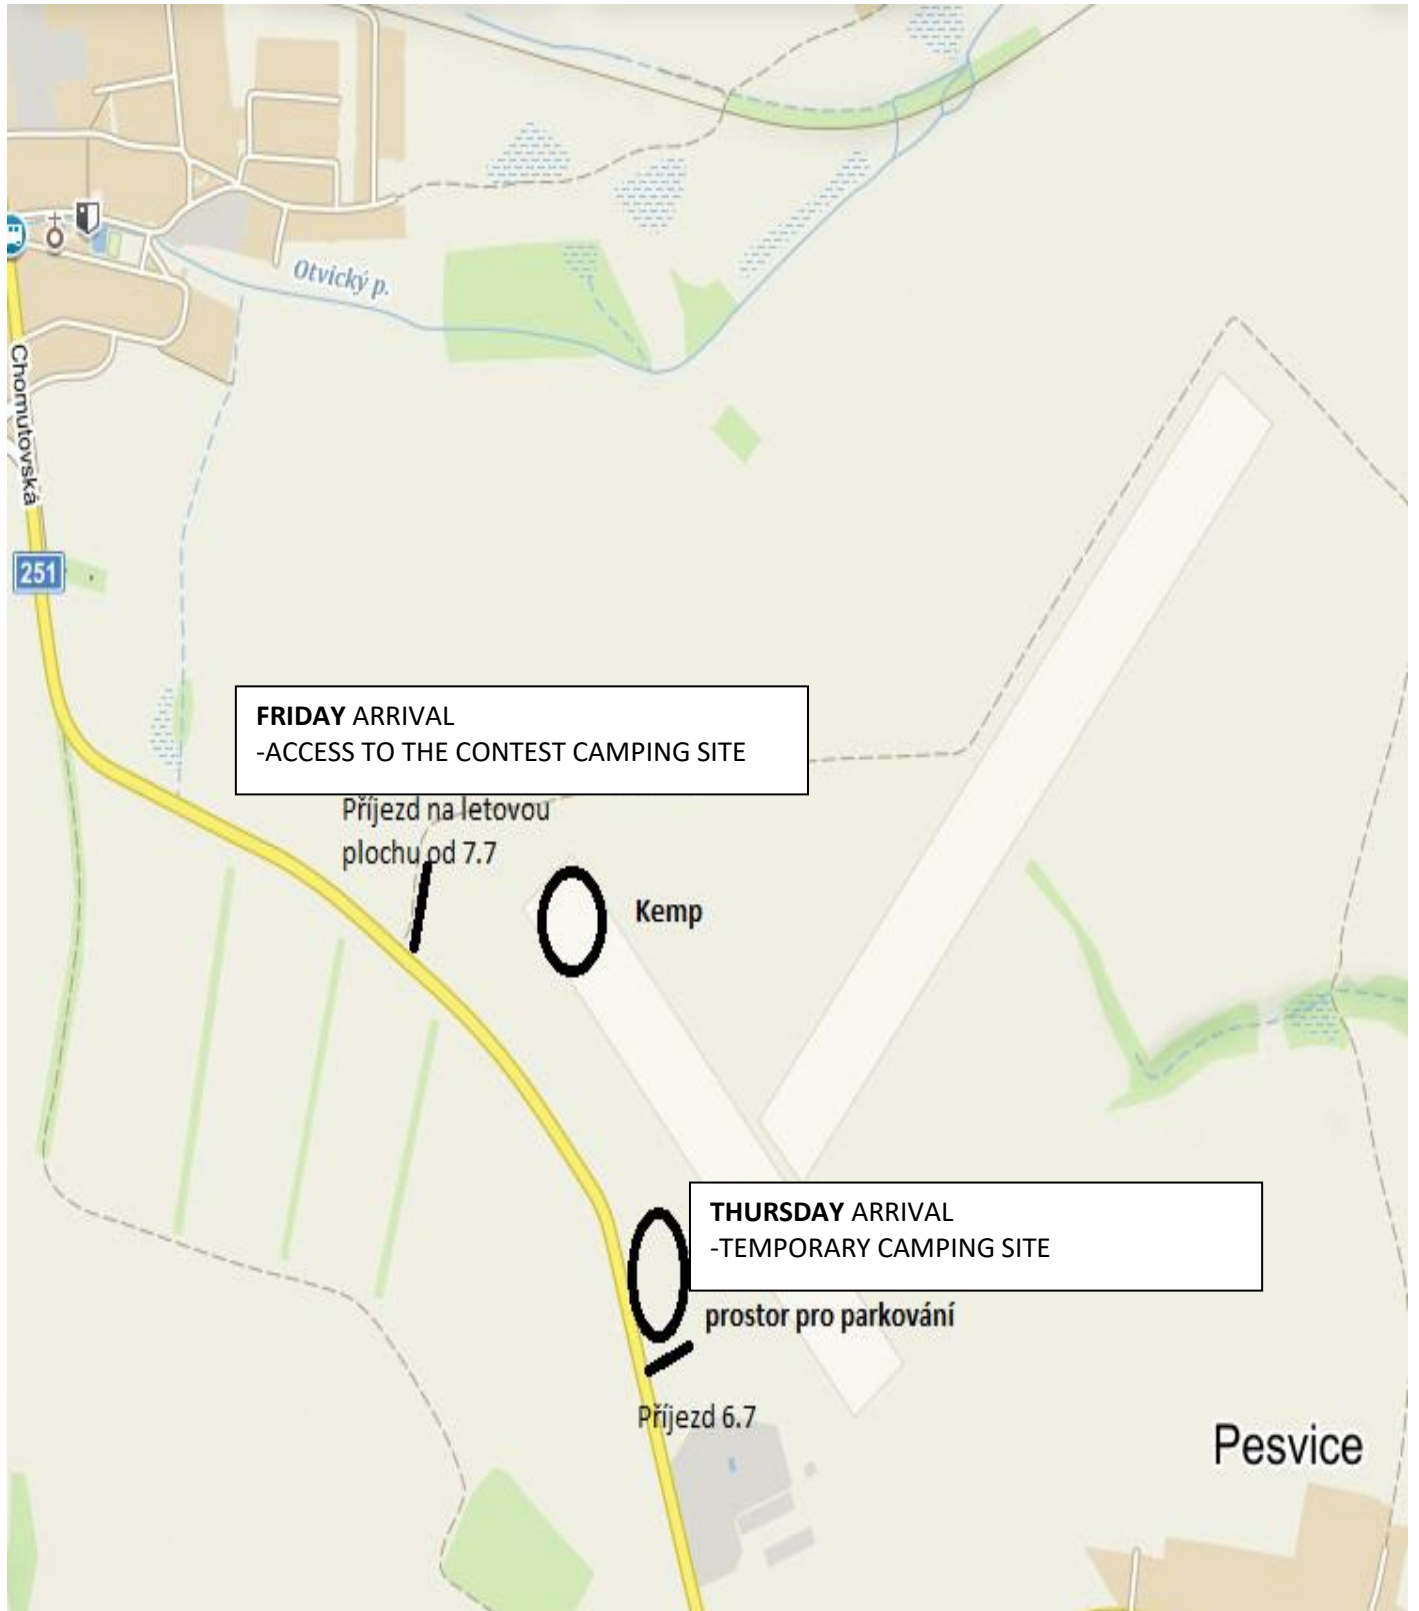 Otvický p.
Chomutovská
251
FRIDAY ARRIVAL
-ACCESS TO THE CONTEST CAMPING SITE
Příjezd na letovou
plochu od 7.7
Kemp
THURSDAY ARRIVAL
-TEMPORARY CAMPING SITE
prostor pro parkování
Příjezd 6.7
Pesvice